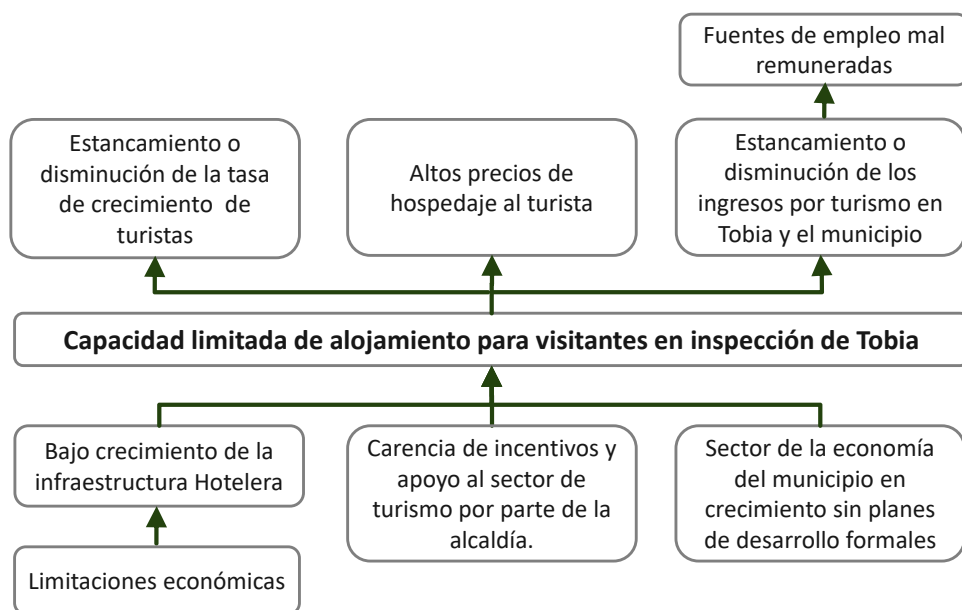 Fuentes de empleo mal
remuneradas
Estancamiento o
disminución de la tasa
de crecimiento de
turistas
Altos precios de
hospedaje al turista
Estancamiento o
disminución de los
ingresos por turismo en
Tobia y el municipio
Capacidad limitada de alojamiento para visitantes en inspección de Tobia
Bajo crecimiento de la
infraestructura Hotelera
Carencia de incentivos y
apoyo al sector de
turismo por parte de la
alcaldía.
Sector de la economía
del municipio en
crecimiento sin planes
de desarrollo formales
Limitaciones económicas